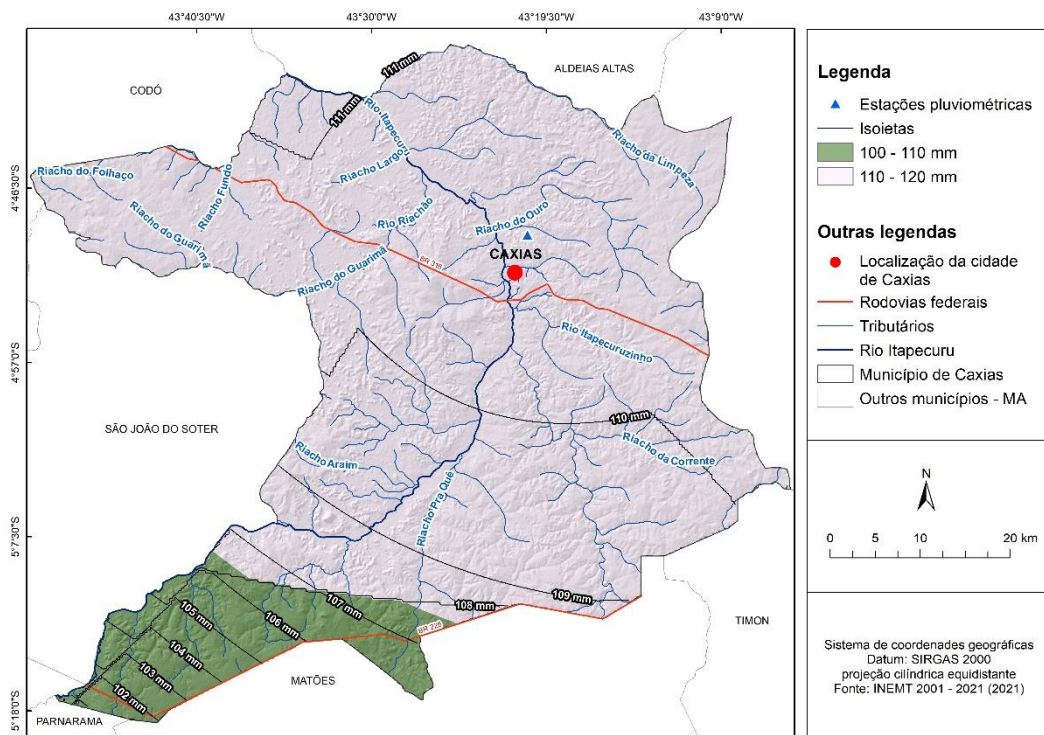 43°40'30"O
43°30'0"O
43°19'30"O
43°9'0"O
4°46'30"S
4°57'0"S
5°7'30"S
5°18'0"S
CODÓ
ALDEIAS ALTAS
111 mm
111 mm
Rio Itapecuru
Riacho Largo
Riacho da Limpeza
Riacho do Folhaço
Riacho Fundo
Riacho do Guarimã
Rio Riachão
Riacho do Ouro
CAXIAS
Riacho do Guarimã
BR 316
Rio Itapecuruzinho
110 mm
SÃO JOÃO DO SOTER
Riacho da Corrente
Riacho Araim
Riacho Pra Quê
109 mm
108 mm
107 mm
106 mm
105 mm
104 mm
103 mm
102 mm
BR 226
TIMON
MATÕES
PARNARAMA
Legenda
Estações pluviométricas
Isoietas
100 - 110 mm
110 - 120 mm
Outras legendas
Localização da cidade
de Caxias
Rodovias federais
Tributários
Rio Itapecuru
Município de Caxias
Outros municípios - MA
N
0 5 10 20 km
Sistema de coordenades geográficas
Datum: SIRGAS 2000
projeção cilíndrica equidistante
Fonte: INEMT 2001 - 2021 (2021)